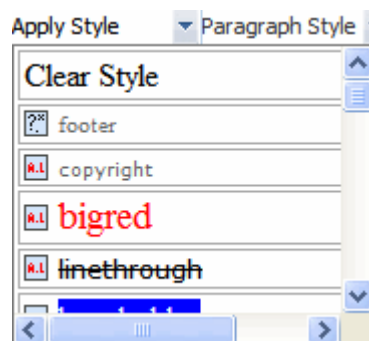 Apply Style Paragraph Style
Clear Style
footer
copyright
bigred
linethrough